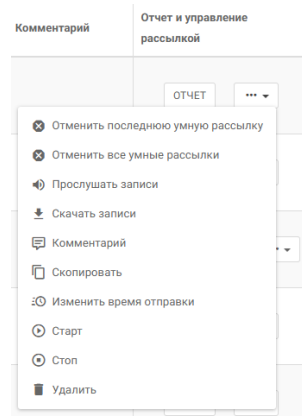 Комментарий
Отчет и управление
рассылкой
ОТЧЕТ
Отменить последнюю умную рассылку
Отменить все умные рассылки
Прослушать записи
Скачать записи
Комментарий
Скопировать
Изменить время отправки
Старт
Стоп
Удалить